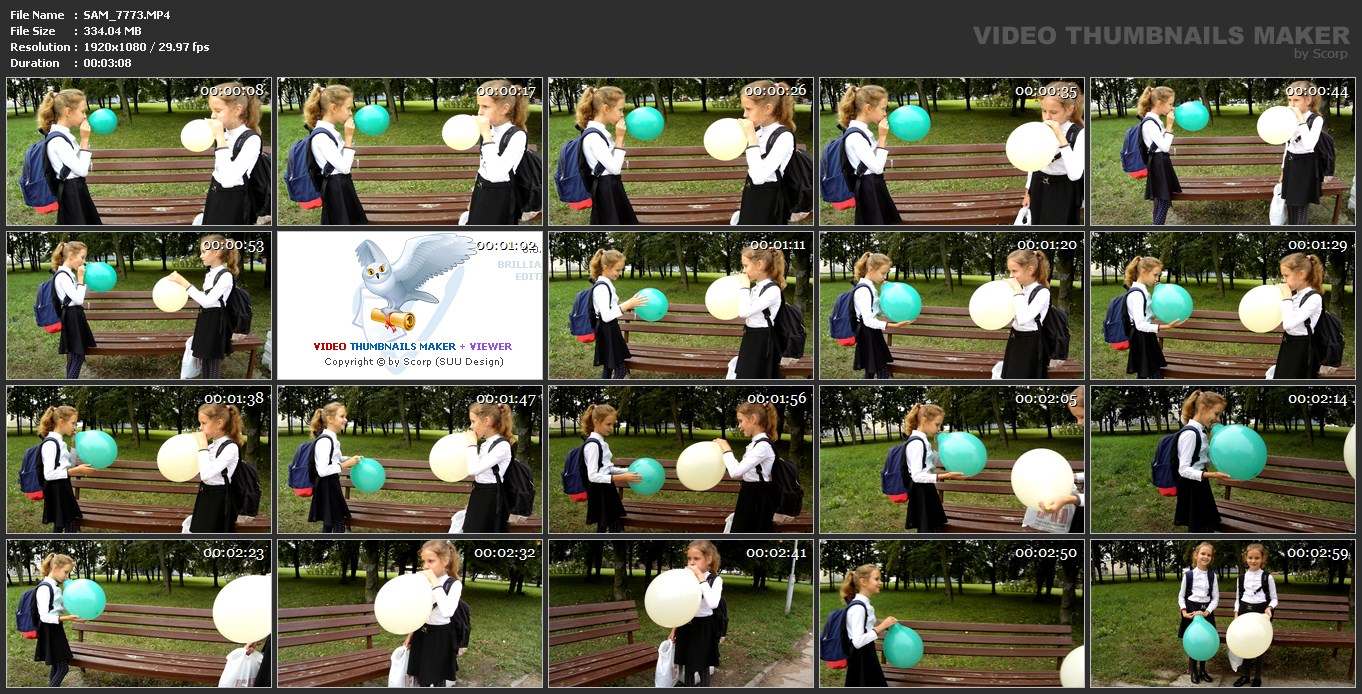 File Name : SAM_7773.MP4
VIDEO THUMBNAILS MAKER
File Size : 334.04 MB
by Scorp
Resolution : 1920x1080 / 29.97 fps
Duration : 00:03:08
00:00:08
00:00:17
00:00:26
00:00:35
00:00:44
00:00:53
00:01:02
BRILLIA
EDITI
VIDEO THUMBNAILS MAKER + VIEWER
Copyright © by Scorp (SUU Design)
00:01:11
00:01:20
00:01:29
00:01:38
00:01:47
00:01:56
00:02:05
00:02:14
00:02:23
00:02:32
00:02:41
00:02:50
00:02:59